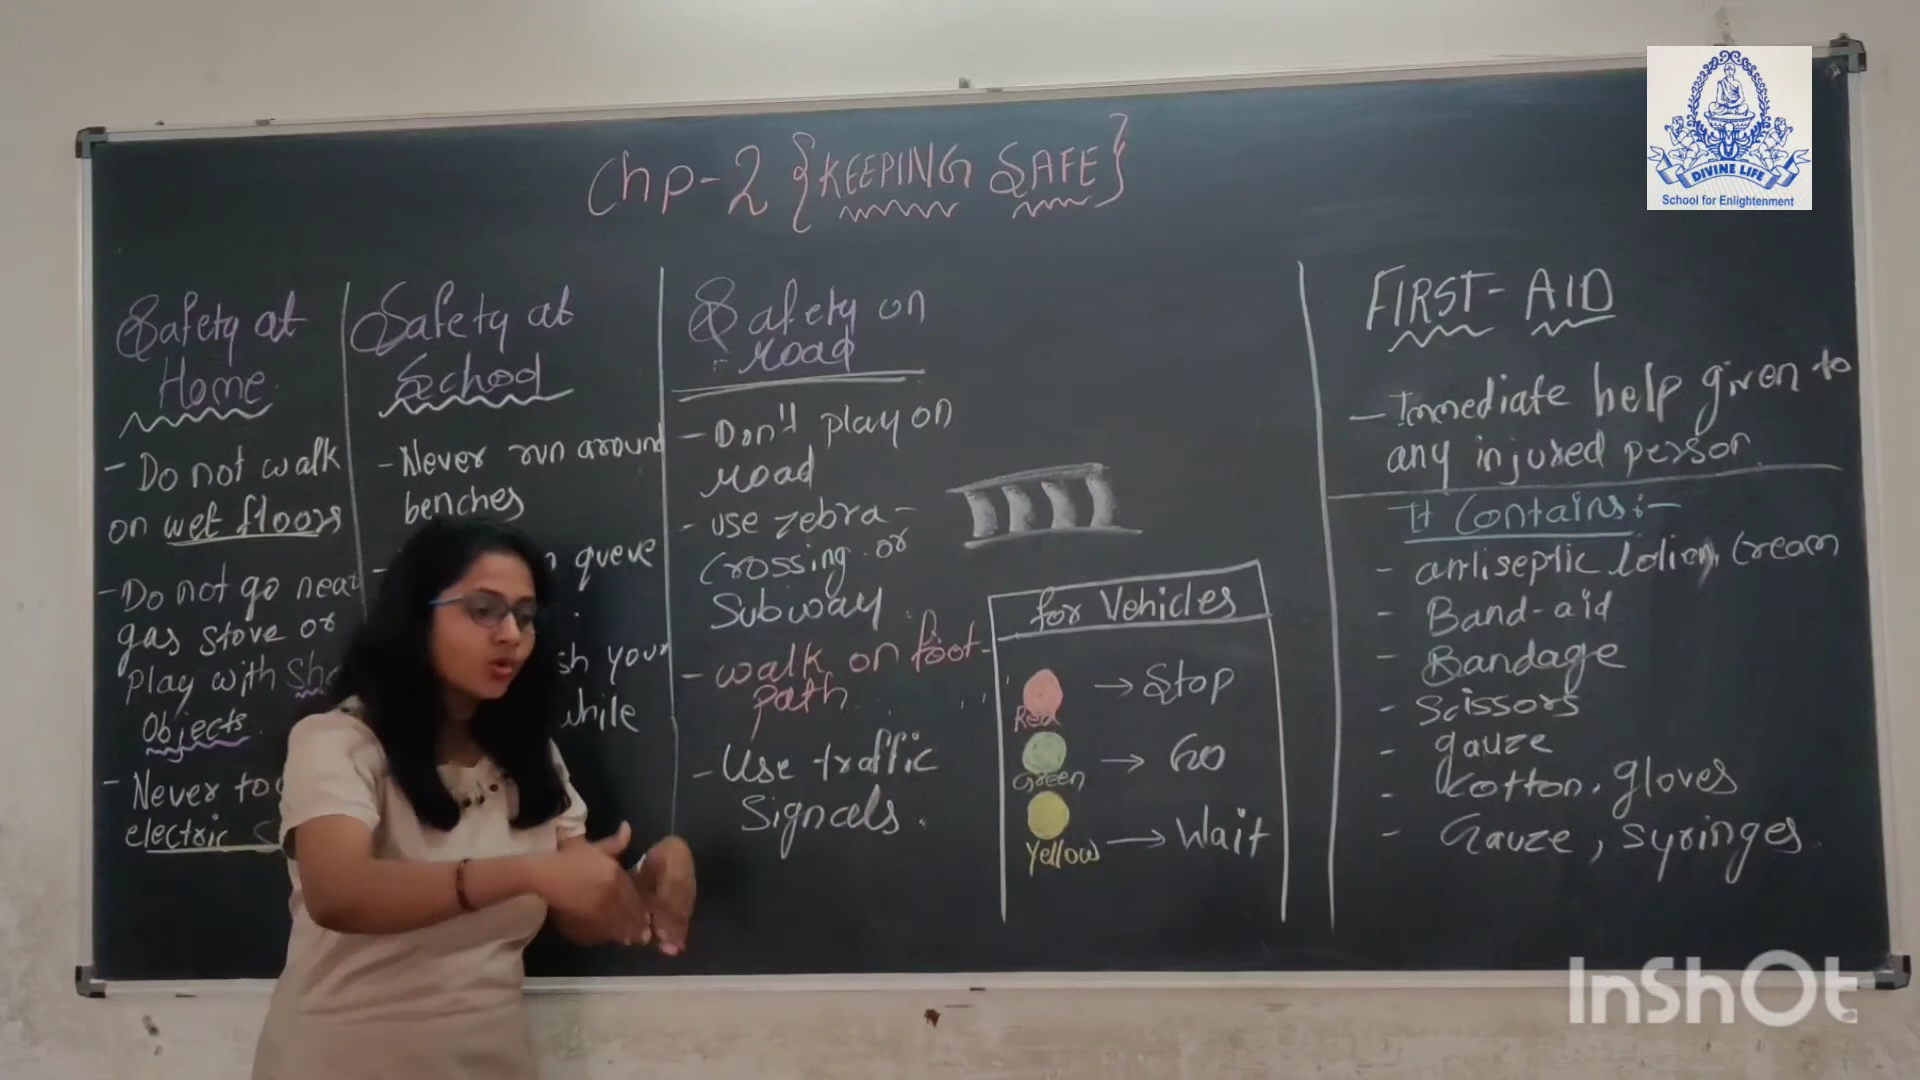 Chp-2 {KEEPING SAFE}
Safety at
Home
- Do not walk
on wet floors
- Do not go near
gas stove or
play with
Objects.
- Never
electric
Safety at
School
- Never run around
benches
queue
your
while
Safety on
road
- Don't play on
road
- use zebra-
crossing or
Subway
- walk on foot-
path
- Use traffic
Signals.
for Vehicles
Red → Stop
Green → Go
Yellow → Wait
FIRST-AID
- Immediate help given to
any injured person.
It Contains:-
- antiseptic lotion, Cream
- Band-aid
- Bandage
- Scissors
- gauze
- Cotton, gloves
- Gauze, Syringes
DIVINE LIFE
School for Enlightenment
InShOt